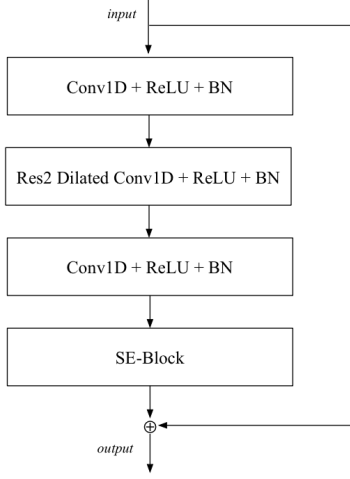 input
Conv1D + ReLU + BN
Res2 Dilated Conv1D + ReLU + BN
Conv1D + ReLU + BN
SE-Block
output